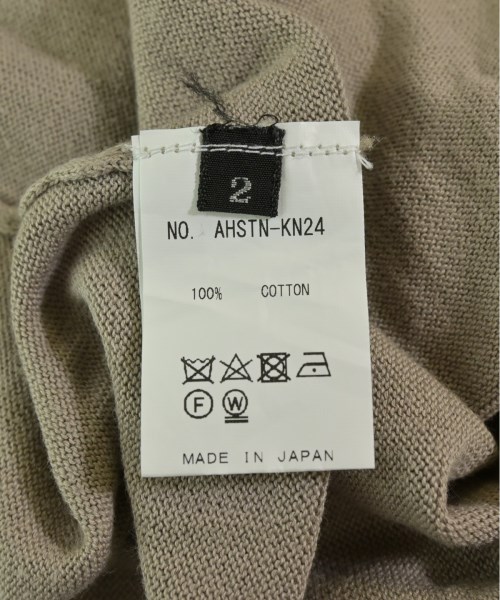 2
NO. AHSTN-KN24
100% COTTON
F W
MADE IN JAPAN